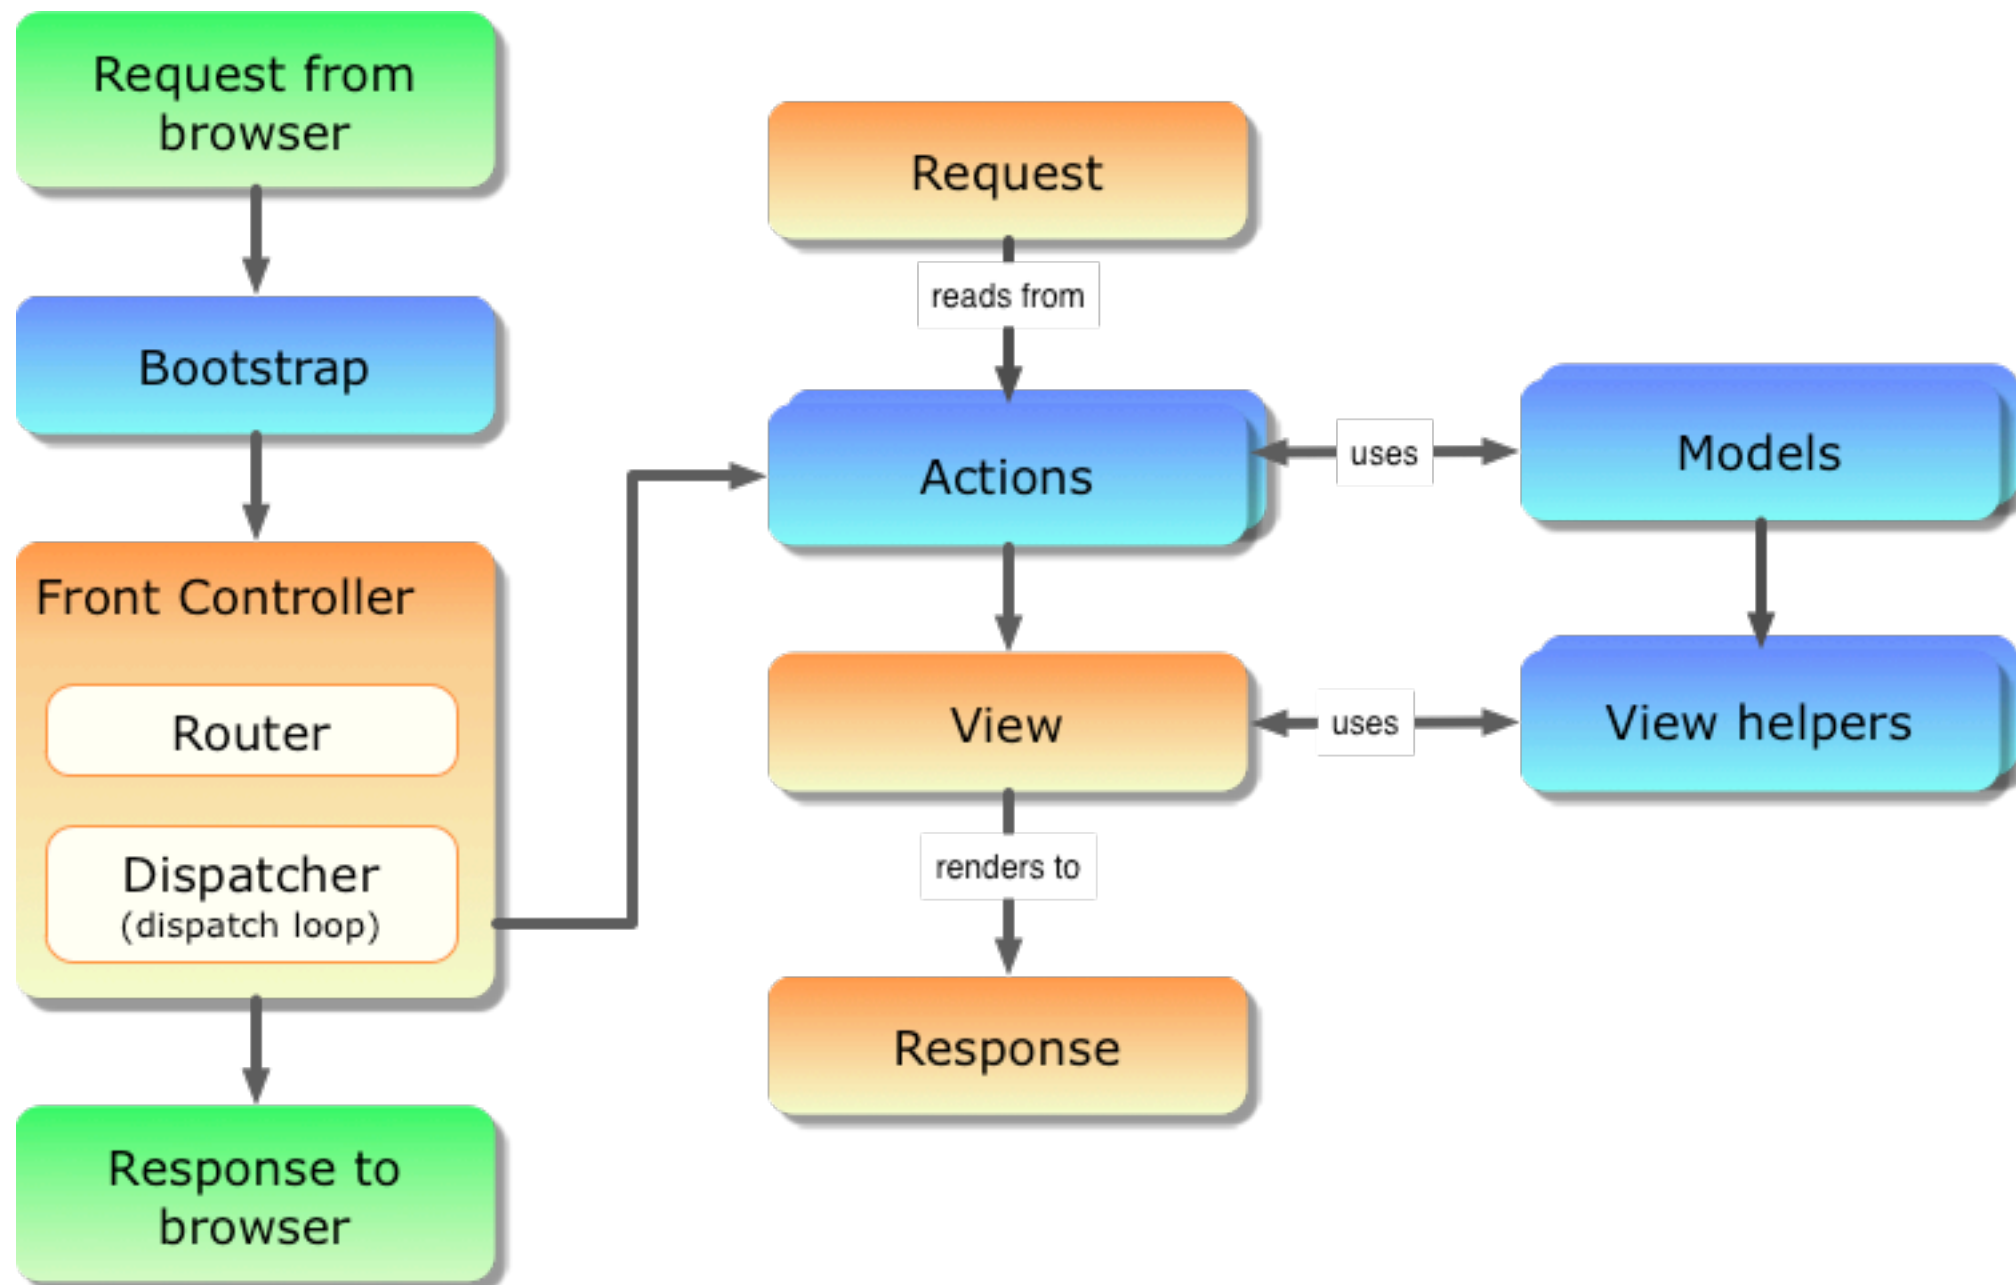 Request from
browser
Bootstrap
Front Controller
Router
Dispatcher
(dispatch loop)
Response to
browser
Request
reads from
Actions
uses
Models
View
uses
View helpers
renders to
Response